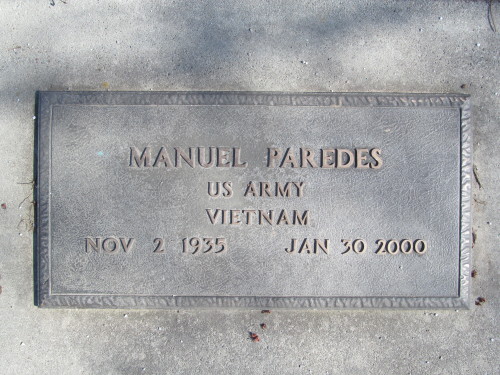 MANUEL PAREDES
US ARMY
VIETNAM
NOV 2 1935 JAN 30 2000